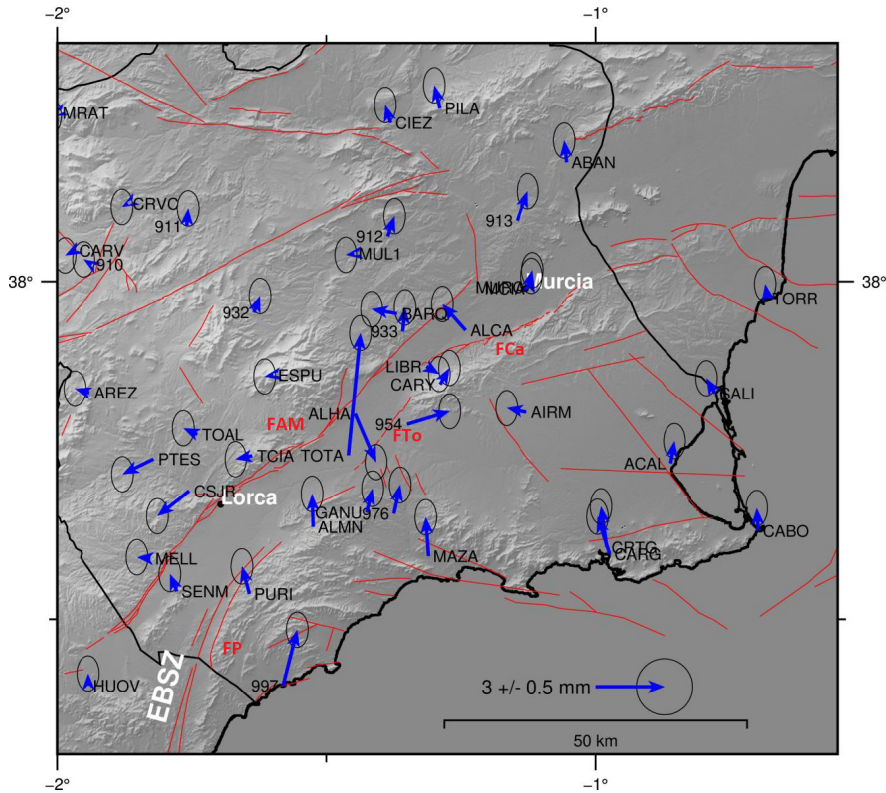 −2°
−1°
PILA
MRAT
CIEZ
ABAN
CRVC
913
911
912
CARV
MUL1
910
38°
38°
Murcia
TORR
932
BARQ
933
ALCA
FCa
LIBR
ESPU
CARY
CALI
AREZ
ALHA
AIRM
954
FAM
FTo
TOAL
TCIA
TOTA
PTES
ACAL
CSJR
Lorca
GANU
976
ALMN
CABO
CRTG
CARG
MAZA
MELL
SENM
PURI
FP
EBSZ
HUOV
997
3 +/- 0.5 mm
50 km
−2°
−1°